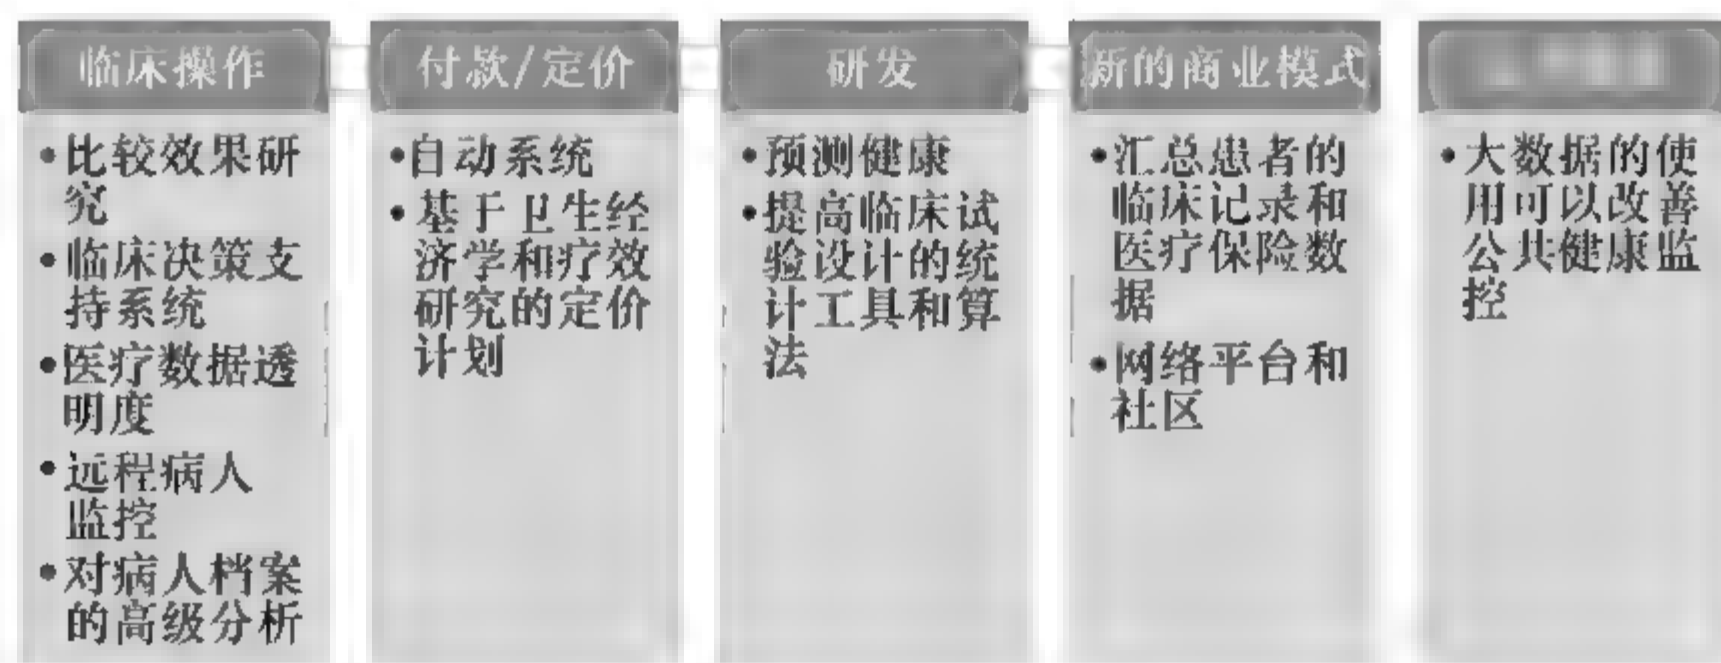 临床操作
• 比较效果研
究
• 临床决策支
持系统
• 医疗数据透
明度
• 远程病人
监控
• 对病人档案
的高级分析
付款/定价
• 自动系统
• 基于卫生经
济学和疗效
研究的定价
计划
研发
• 预测健康
• 提高临床试
验设计的统
计工具和算
法
新的商业模式
• 汇总患者的
临床记录和
医疗保险数
据
• 网络平台和
社区
• 大数据的使
用可以改善
公共健康监
控